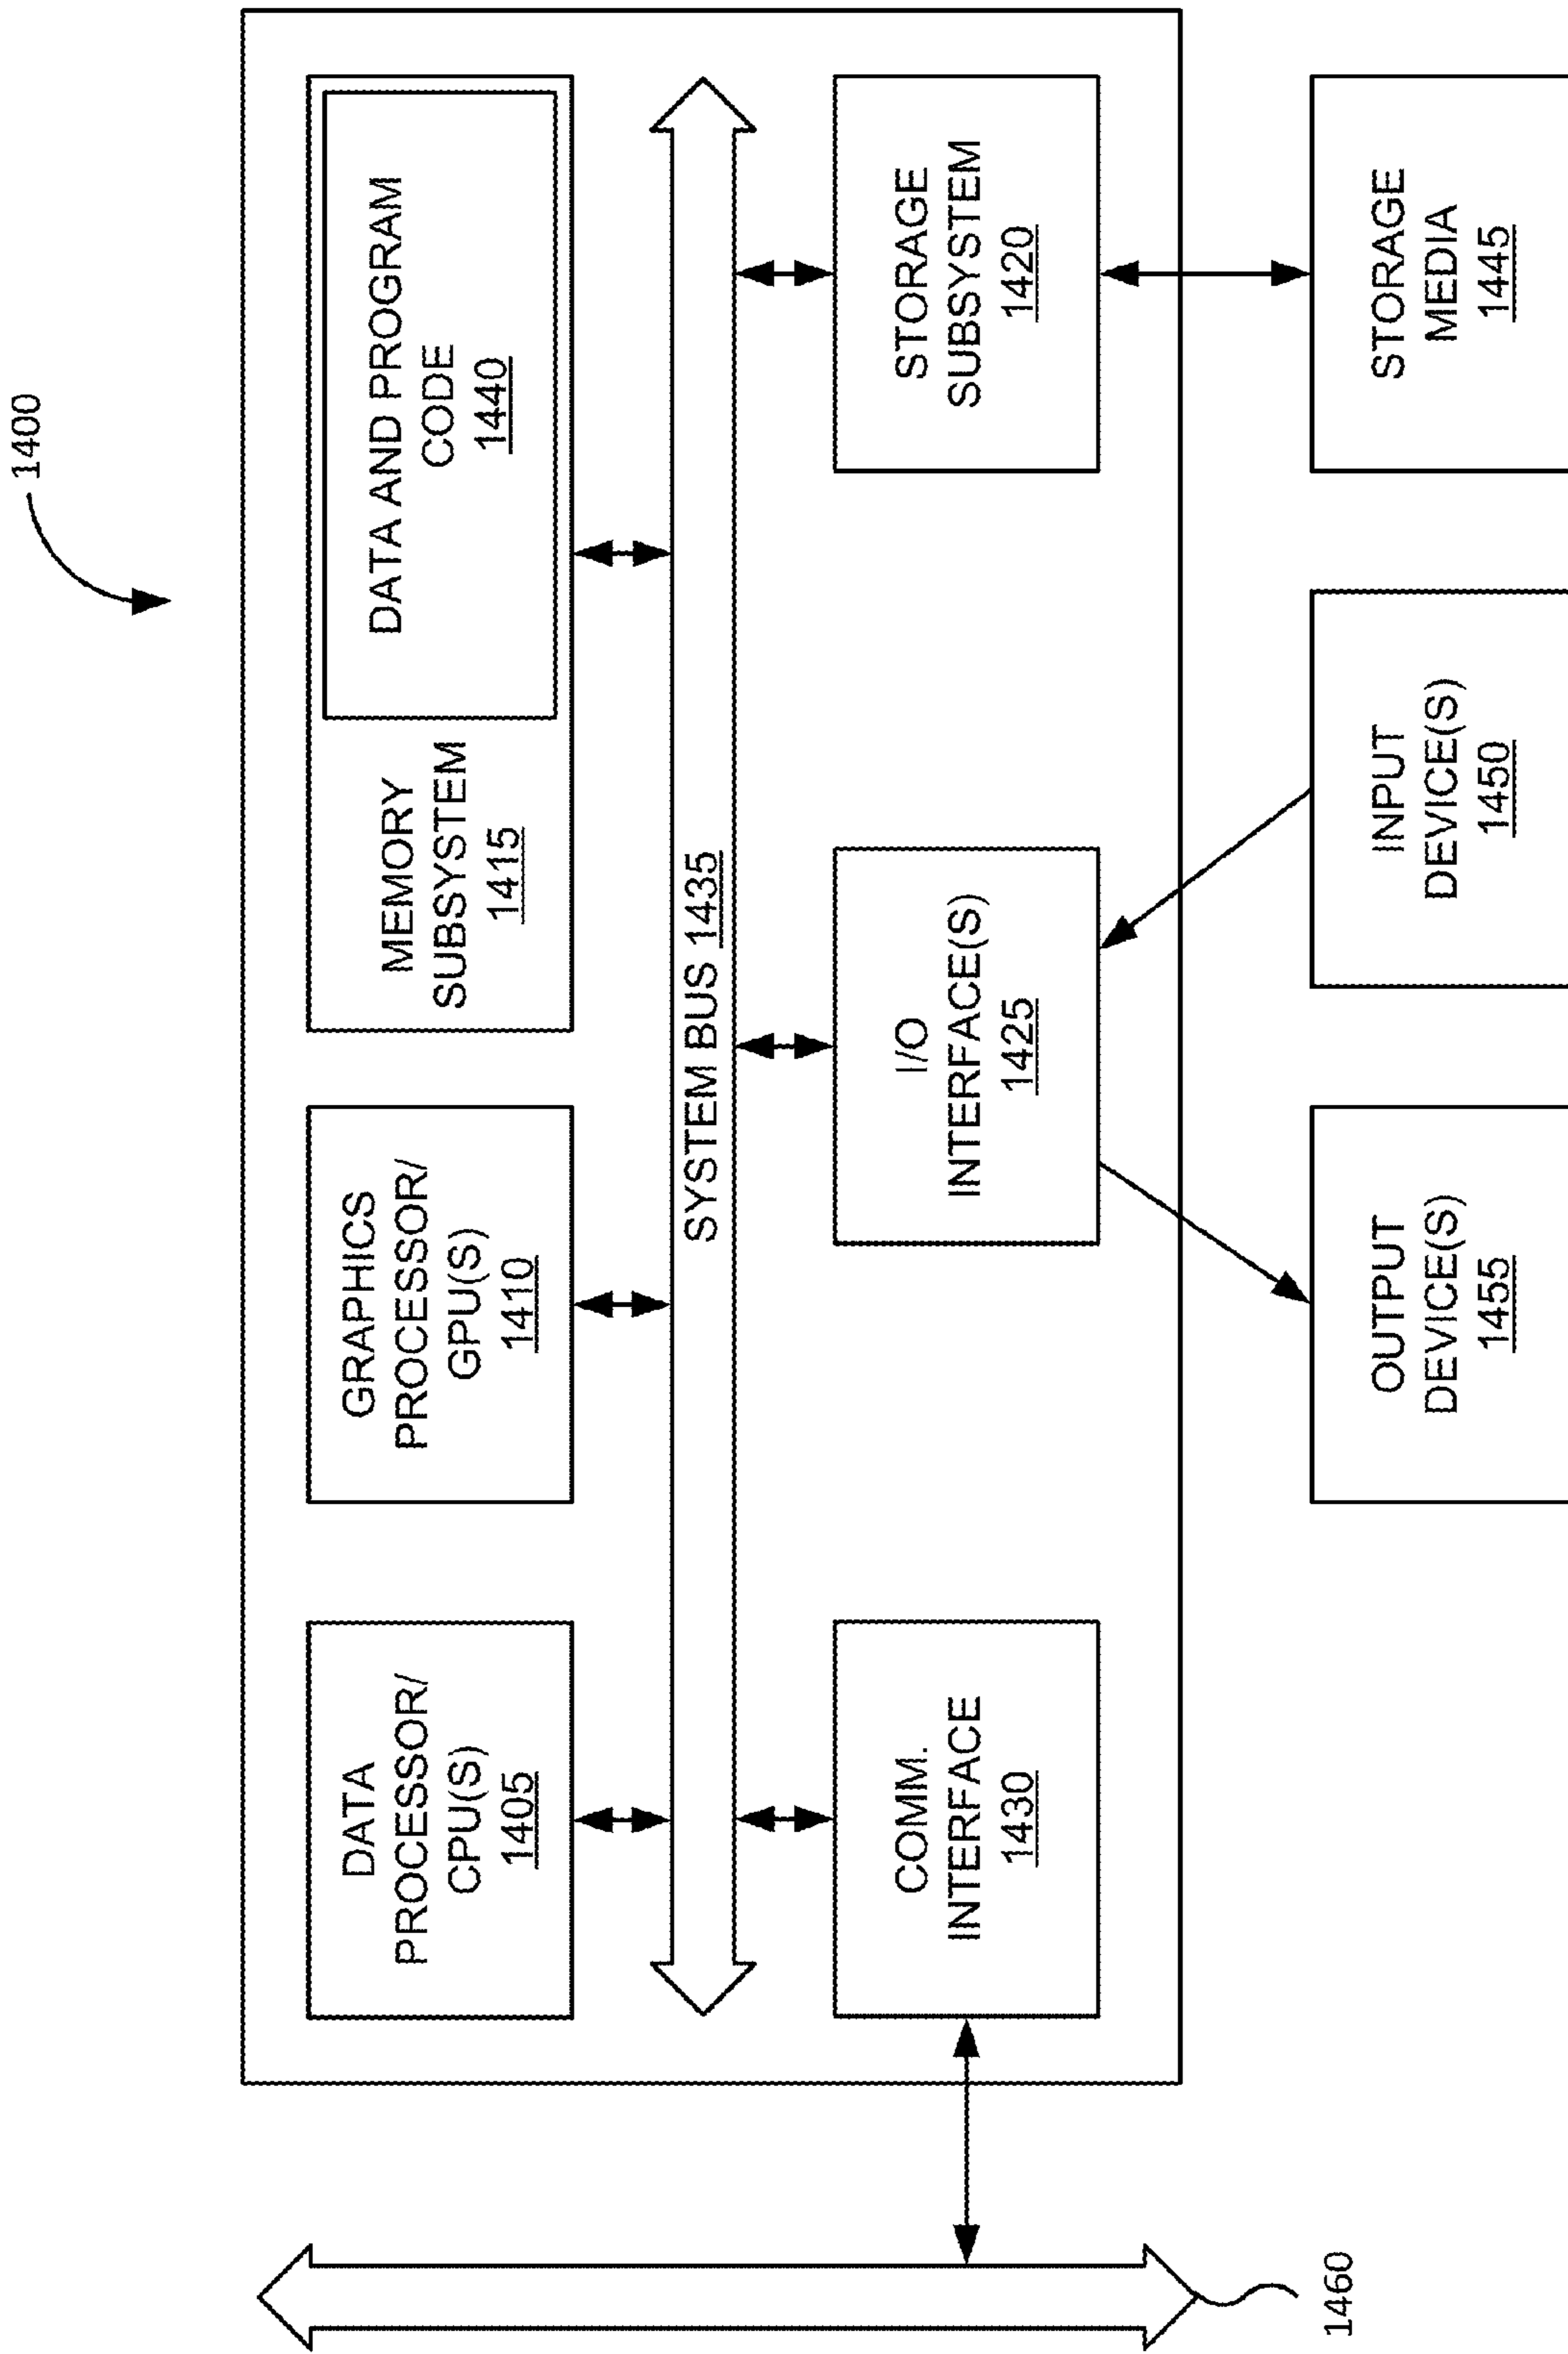 1400
DATA
PROCESSOR/
CPU(S)
1405
GRAPHICS
PROCESSOR/
GPU(S)
1410
MEMORY
SUBSYSTEM
1415
DATA AND PROGRAM
CODE
1440
SYSTEM BUS 1435
COMM.
INTERFACE
1430
I/O
INTERFACE(S)
1425
STORAGE
SUBSYSTEM
1420
1460
OUTPUT
DEVICE(S)
1455
INPUT
DEVICE(S)
1450
STORAGE
MEDIA
1445